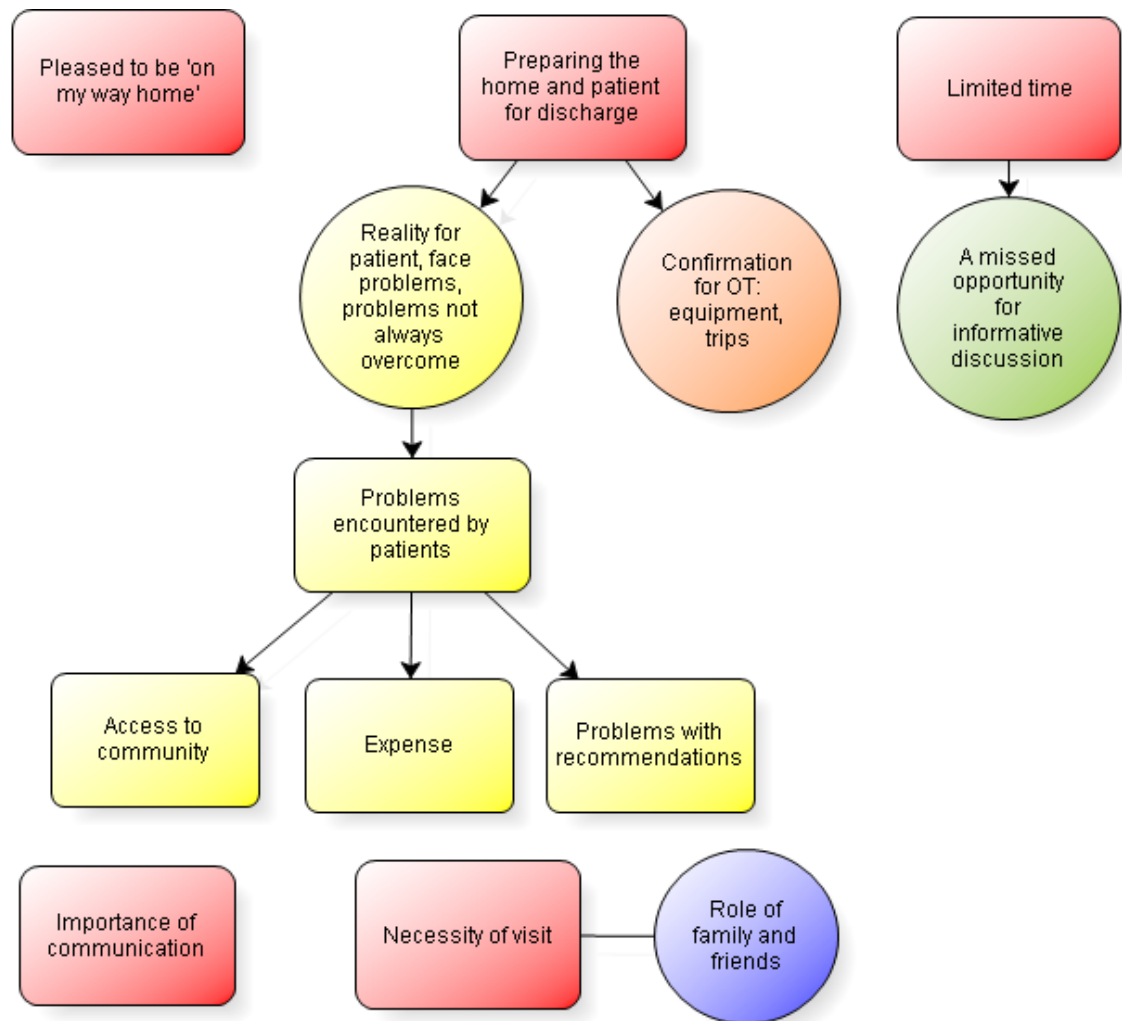 Pleased to be 'on
my way home'
Preparing the
home and patient
for discharge
Limited time
Reality for
patient, face
problems,
problems not
always
overcome
Confirmation
for OT:
equipment,
trips
A missed
opportunity
for
informative
discussion
Problems
encountered by
patients
Access to
community
Expense
Problems with
recommendations
Importance of
communication
Necessity of visit
Role of
family and
friends